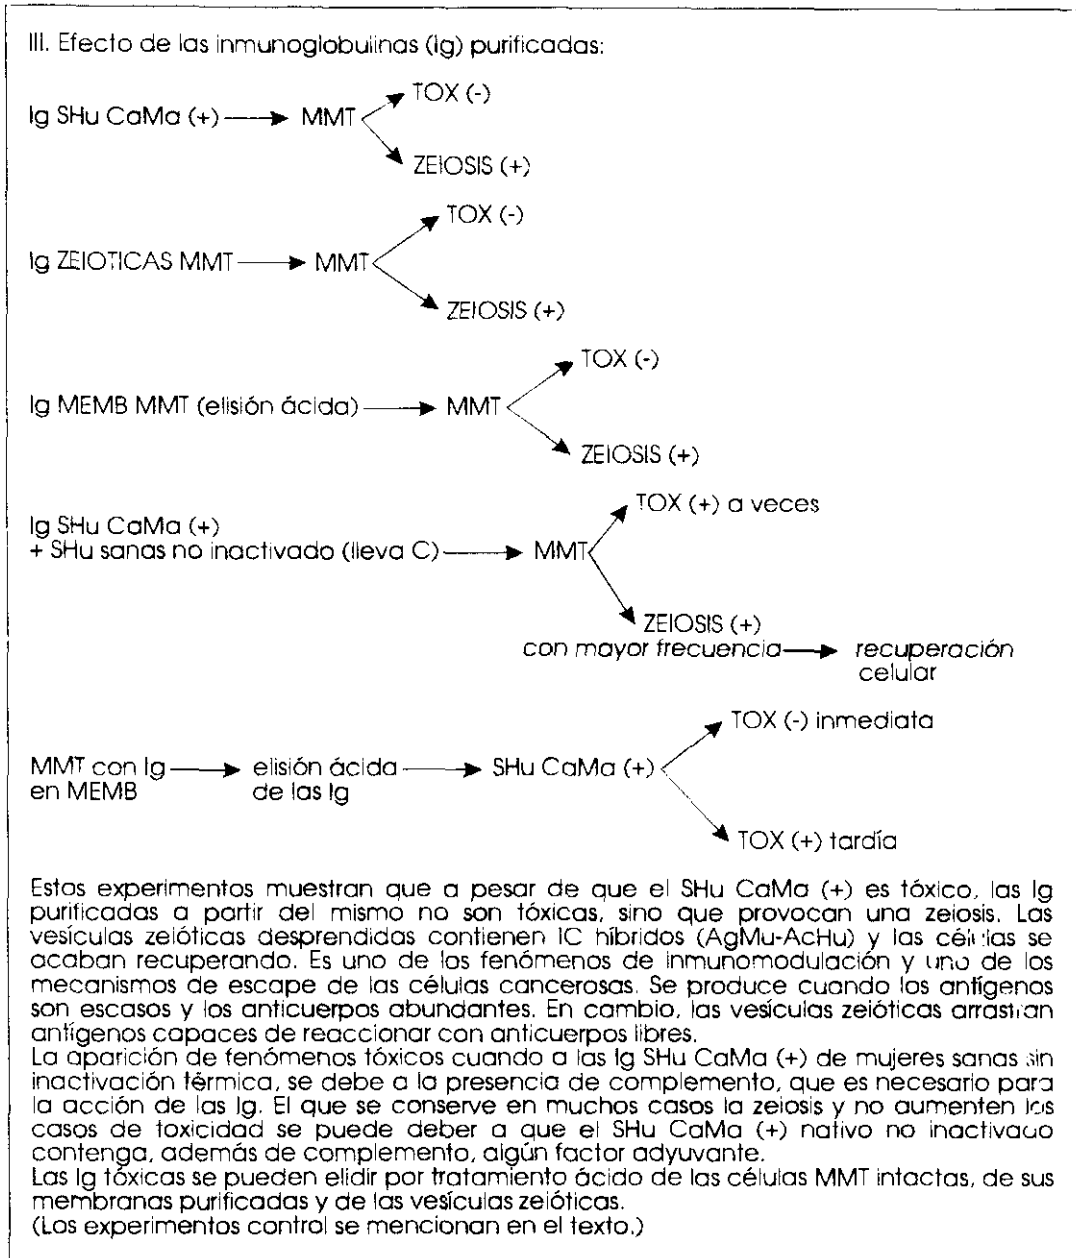 III. Efecto de las inmunoglobulinas (Ig) purificadas:
TOX (-)
Ig SHu CaMa (+) MMT
ZEIOSIS (+)
TOX (-)
Ig ZEIOTICAS MMT MMT
ZEIOSIS (+)
TOX (-)
Ig MEMB MMT (elisión ácida) MMT
ZEIOSIS (+)
TOX (+) a veces
Ig SHu CaMa (+)
+ SHu sanas no inactivado (lleva C) MMT
ZEIOSIS (+)
con mayor frecuencia recuperación
celular
TOX (-) inmediata
MMT con Ig elisión ácida SHu CaMa (+)
en MEMB de las Ig
TOX (+) tardía
Estos experimentos muestran que a pesar de que el SHu CaMa (+) es tóxico, las Ig
purificadas a partir del mismo no son tóxicas, sino que provocan una zeiosis. Las
vesículas zeióticas desprendidas contienen IC híbridos (AgMu-AcHu) y las células se
acaban recuperando. Es uno de los fenómenos de inmunomodulación y uno de los
mecanismos de escape de las células cancerosas. Se produce cuando los antígenos
son escasos y los anticuerpos abundantes. En cambio, las vesículas zeióticas arrastran
antígenos capaces de reaccionar con anticuerpos libres.
La aparición de fenómenos tóxicos cuando a las Ig SHu CaMa (+) de mujeres sanas sin
inactivación térmica, se debe a la presencia de complemento, que es necesario para
la acción de las Ig. El que se conserve en muchos casos la zeiosis y no aumenten los
casos de toxicidad se puede deber a que el SHu CaMa (+) nativo no inactivado
contenga, además de complemento, algún factor adyuvante.
Las Ig tóxicas se pueden elidir por tratamiento ácido de las células MMT intactas, de sus
membranas purificadas y de las vesículas zeióticas.
(Los experimentos control se mencionan en el texto.)